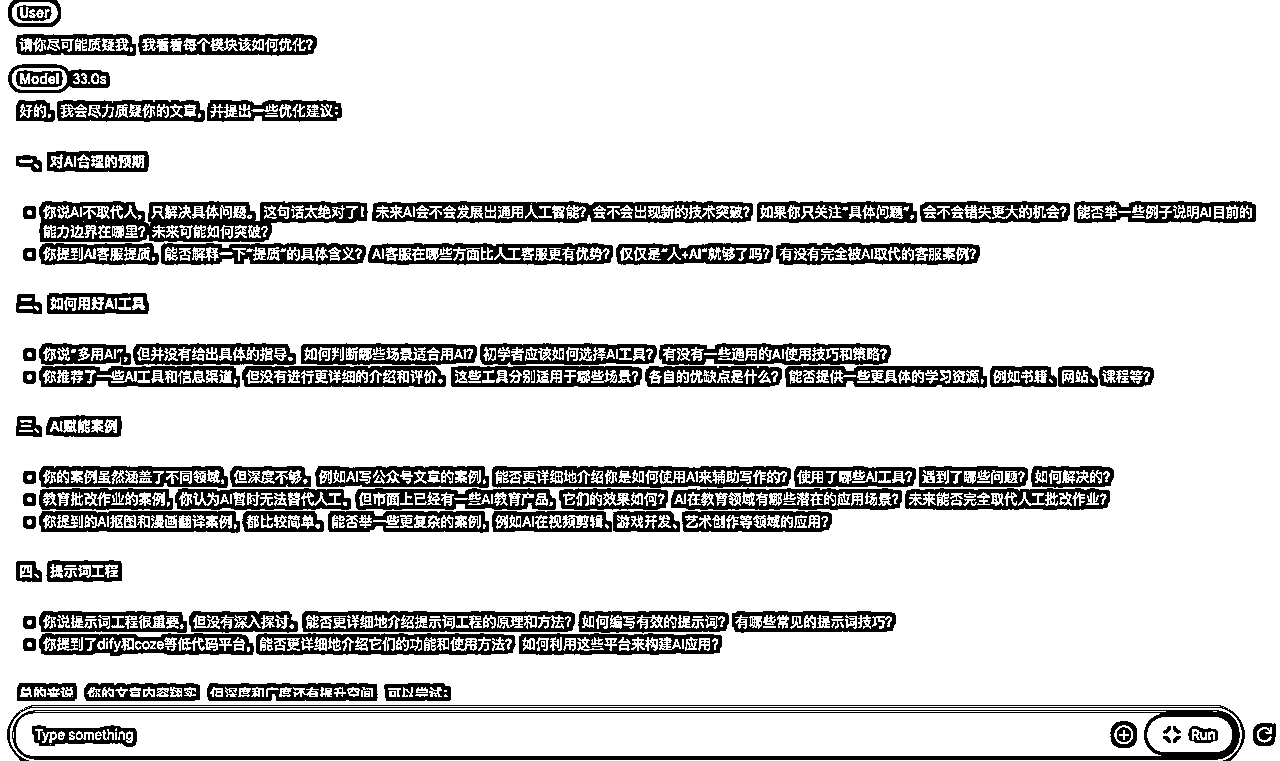 User
请你尽可能质疑我，我看看每个模块该如何优化？
Model 33.0s
好的，我会尽力质疑你的文章，并提出一些优化建议：
一、对AI合理的预期
你说AI不取代人，只解决具体问题。这句话太绝对了！未来AI会不会发展出通用人工智能？会不会出现新的技术突破？如果你只关注“具体问题”，会不会错失更大的机会？能否举一些例子说明AI目前的
能力边界在哪里？未来可能如何突破？
你提到AI客服提质，能否解释一下“提质”的具体含义？AI客服在哪些方面比人工客服更有优势？仅仅是“人+AI”就够了吗？有没有完全被AI取代的客服案例？
二、如何用好AI工具
你说“多用AI”，但并没有给出具体的指导。如何判断哪些场景适合用AI？初学者应该如何选择AI工具？有没有一些通用的AI使用技巧和策略？
你推荐了一些AI工具和信息渠道，但没有进行更详细的介绍和评价。这些工具分别适用于哪些场景？各自的优缺点是什么？能否提供一些更具体的学习资源，例如书籍、网站、课程等？
三、AI赋能案例
你的案例虽然涵盖了不同领域，但深度不够。例如AI写公众号文章的案例，能否更详细地介绍你是如何使用AI来辅助写作的？使用了哪些AI工具？遇到了哪些问题？如何解决的？
教育批改作业的案例，你认为AI暂时无法替代人工，但市面上已经有一些AI教育产品，它们的效果如何？AI在教育领域有哪些潜在的应用场景？未来能否完全取代人工批改作业？
你提到的AI抠图和漫画翻译案例，都比较简单。能否举一些更复杂的案例，例如AI在视频剪辑、游戏开发、艺术创作等领域的应用？
四、提示词工程
你说提示词工程很重要，但没有深入探讨。能否更详细地介绍提示词工程的原理和方法？如何编写有效的提示词？有哪些常见的提示词技巧？
你提到了dify和coze等低代码平台，能否更详细地介绍它们的功能和使用方法？如何利用这些平台来构建AI应用？
总的来说，你的文章内容翔实，但深度和广度还有提升空间，可以尝试：
Type something
Run